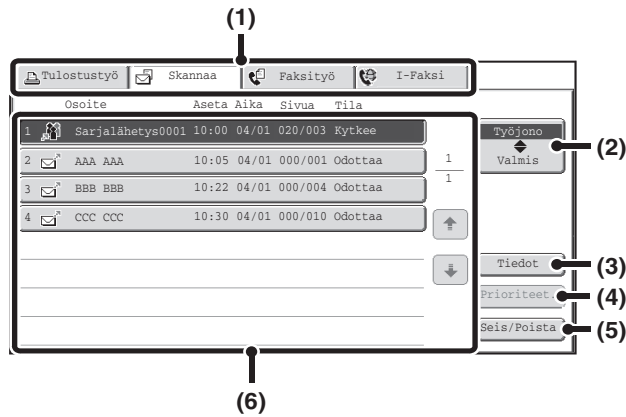 (1)
Tulostustyö Skannaa Faksityö I-Faksi
Osoite Aseta Aika Sivua Tila
1 Sarjalähetys0001 10:00 04/01 020/003 Kytkee
2 AAA AAA 10:05 04/01 000/001 Odottaa
3 BBB BBB 10:22 04/01 000/004 Odottaa
4 CCC CCC 10:30 04/01 000/010 Odottaa
1
1
Työjono
Valmis
(2)
Tiedot
(3)
Prioriteet.
(4)
Seis/Poista
(5)
(6)